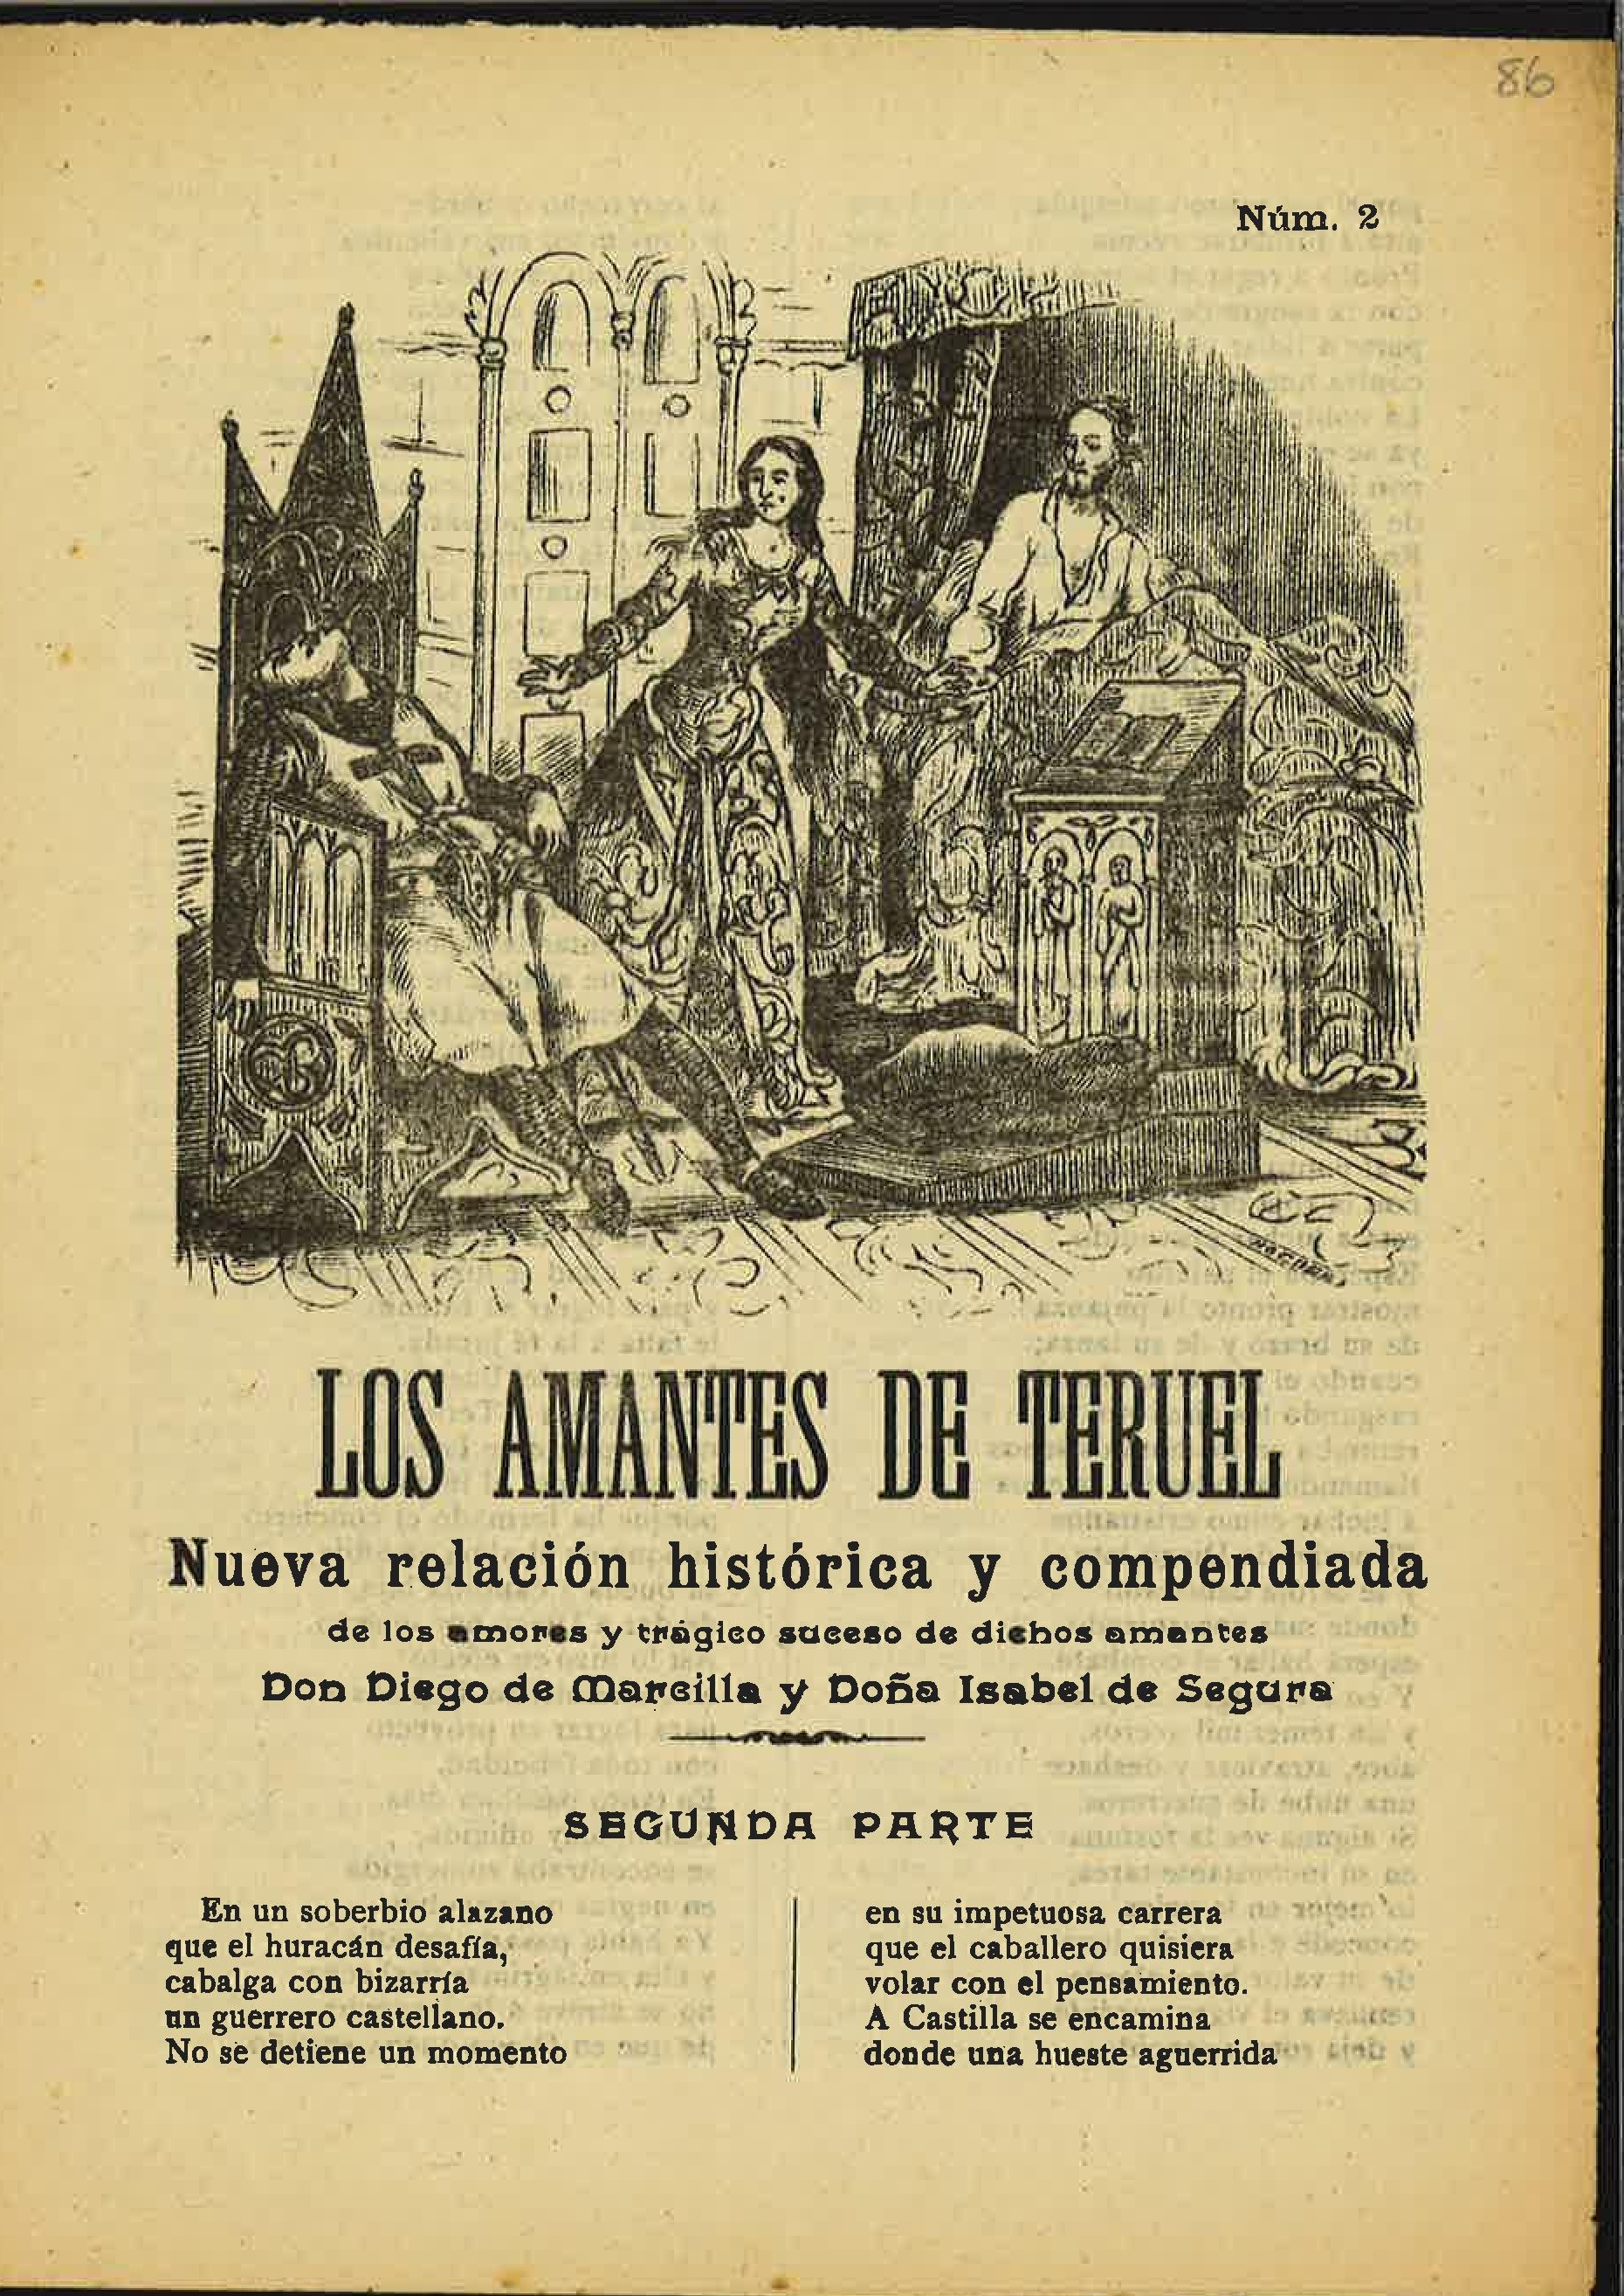 86
Núm. 2
LOS AMANTES DE TERUEL
Nueva relación histórica y compendiada
de los amores y trágico suceso de dichos amantes
Don Diego de Marcilla y Doña Isabel de Segura
SEGUNDA PARTE
En un soberbio alazano
que el huracán desafía,
cabalga con bizarría
un guerrero castellano.
No se detiene un momento
en su impetuosa carrera
que el caballero quisiera
volar con el pensamiento.
A Castilla se encamina
donde una hueste aguerrida